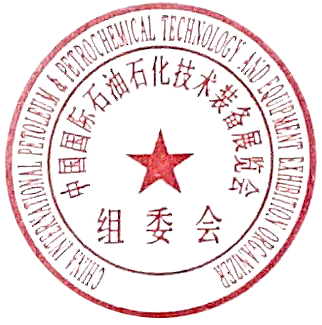 CHINA INTERNATIONAL PETROLEUM & PETROCHEMICAL TECHNOLOGY AND EQUIPMENT EXHIBITION ORGANIZER
中国国际石油石化技术装备展览会
组委会